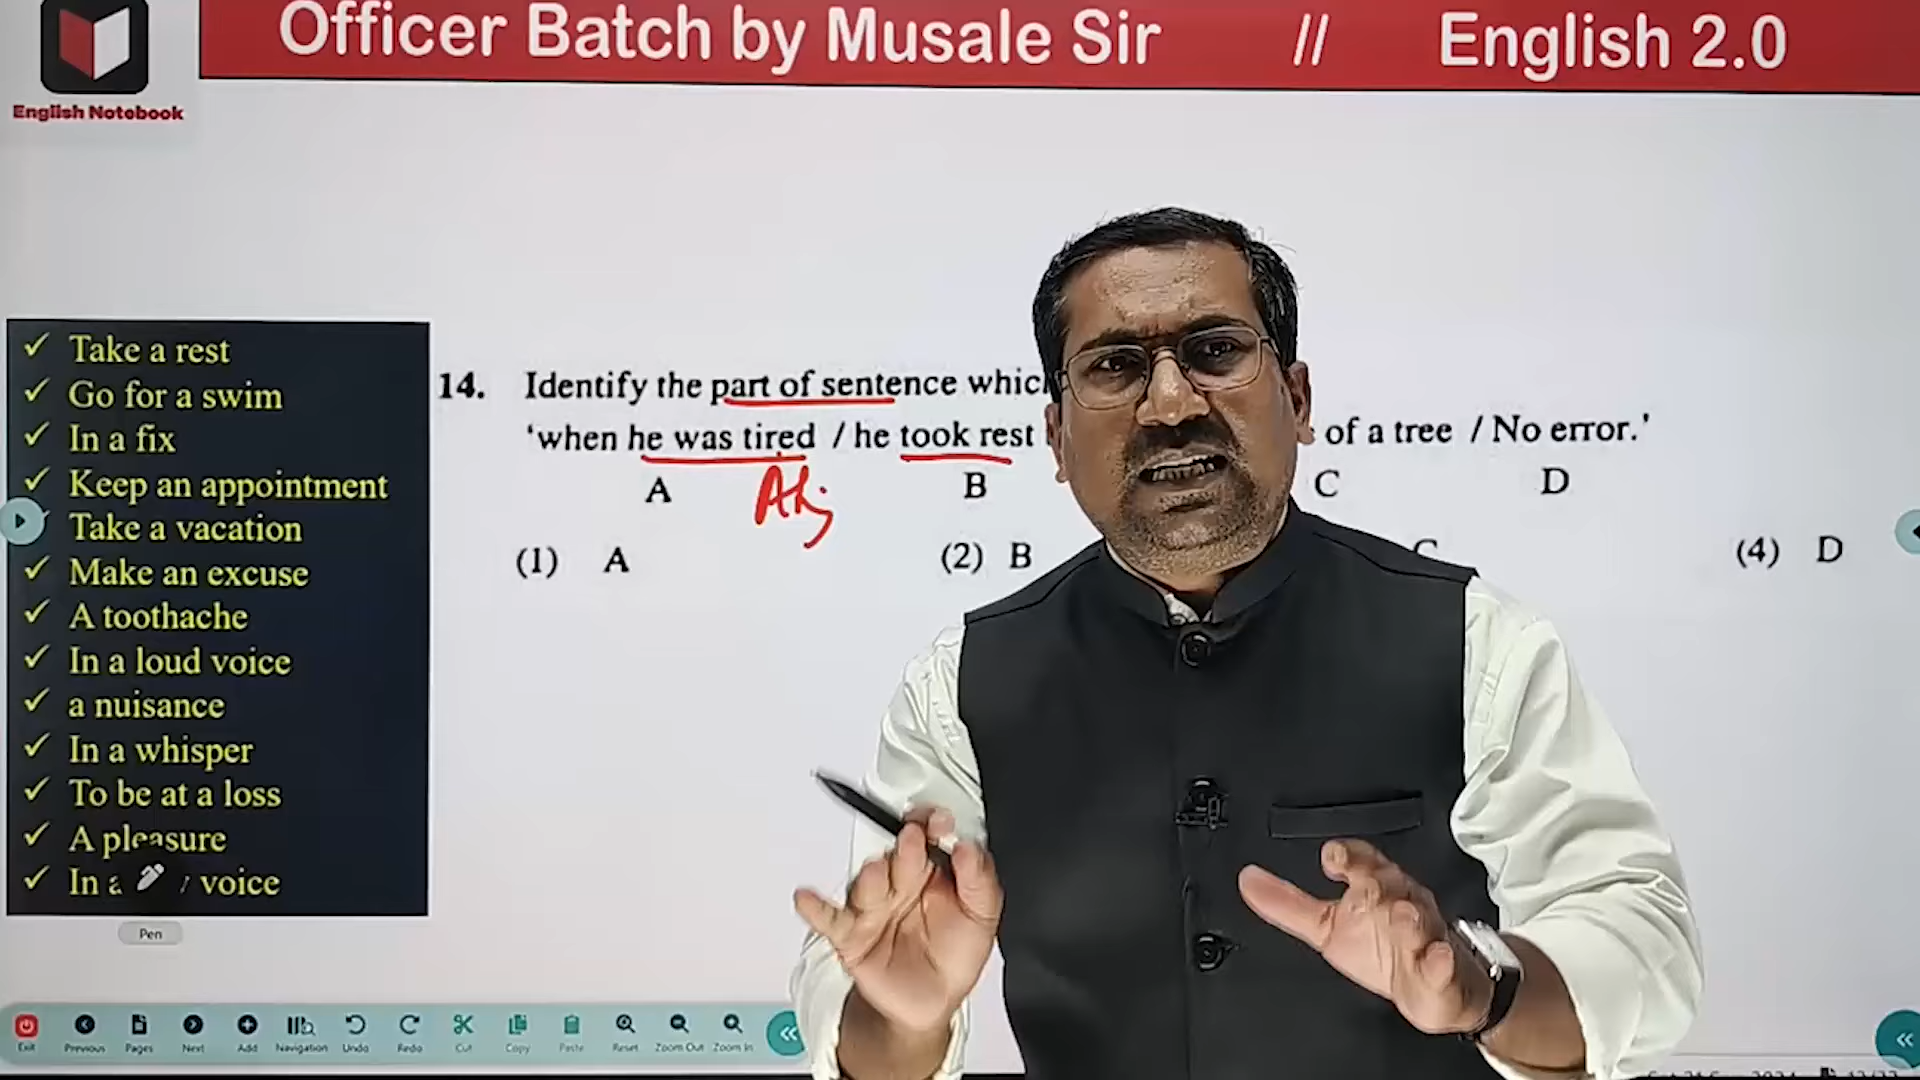 Officer Batch by Musale Sir // English 2.0
English Notebook
✓ Take a rest
✓ Go for a swim
✓ In a fix
✓ Keep an appointment
Take a vacation
✓ Make an excuse
✓ A toothache
✓ In a loud voice
✓ a nuisance
✓ In a whisper
✓ To be at a loss
✓ A pleasure
✓ In a voice
14. Identify the part of sentence
'when he was tired / he took rest of a tree / No error.'
A B C D
Adj
(1) A (2) B C (4) D
Pen
Exit Previous Pages Next Add Navigation Undo Redo Cut Copy Paste Reset Zoom Out Zoom In